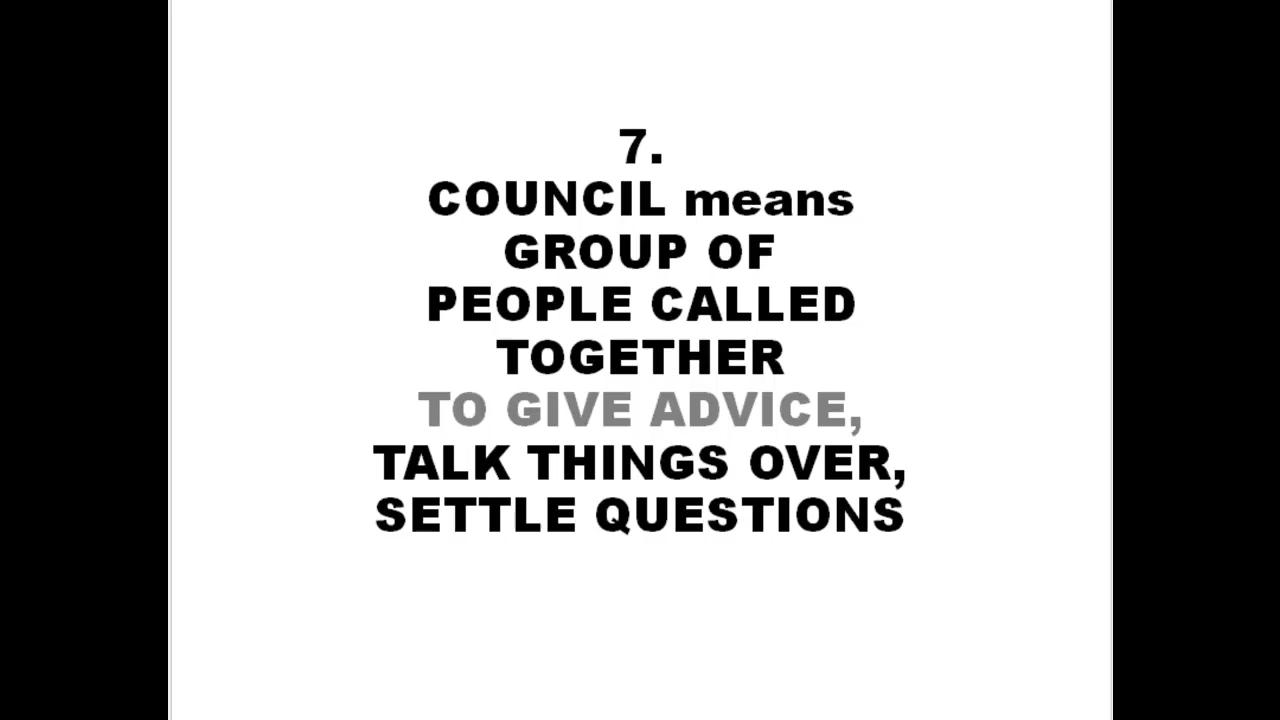 7.
COUNCIL means
GROUP OF
PEOPLE CALLED
TOGETHER
TO GIVE ADVICE,
TALK THINGS OVER,
SETTLE QUESTIONS